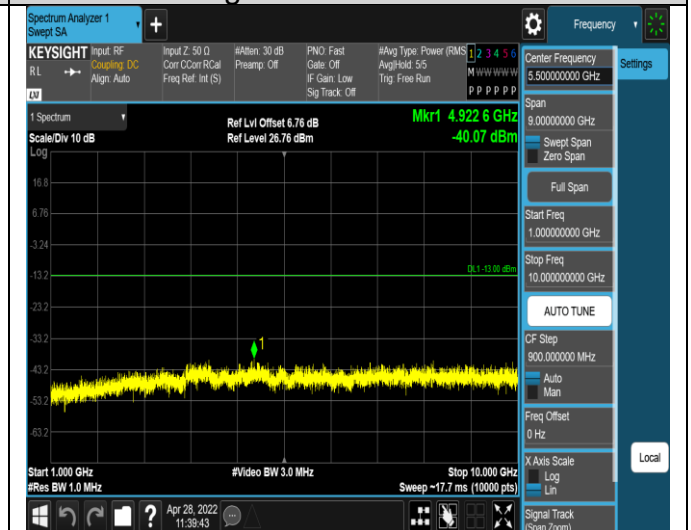 Spectrum Analyzer 1
Swept SA
+
Frequency
KEYSIGHT
RL
LXI
Input: RF
Coupling: DC
Align: Auto
Input Z: 50 Ω
Corr CCorr RCal
Freq Ref: Int (S)
#Atten: 30 dB
Preamp: Off
PNO: Fast
Gate: Off
IF Gain: Low
Sig Track: Off
#Avg Type: Power (RMS
Avg|Hold: 5/5
Trig: Free Run
1 2 3 4 5 6
M W W W W W
P P P P P P
Center Frequency
5.500000000 GHz
Settings
1 Spectrum
Scale/Div 10 dB
Log
Ref Lvl Offset 6.76 dB
Ref Level 26.76 dBm
Mkr1 4.922 6 GHz
-40.07 dBm
Span
9.00000000 GHz
Swept Span
Zero Span
Full Span
Start Freq
1.000000000 GHz
Stop Freq
10.000000000 GHz
AUTO TUNE
CF Step
900.000000 MHz
Auto
Man
Freq Offset
0 Hz
X Axis Scale
Log
Lin
Local
Signal Track
(Span Zoom)
16.8
6.76
-3.24
-13.2
DL1 -13.00 dBm
-23.2
-33.2
1
-43.2
-53.2
-63.2
Start 1.000 GHz
#Res BW 1.0 MHz
#Video BW 3.0 MHz
Stop 10.000 GHz
Sweep ~17.7 ms (10000 pts)
?
Apr 28, 2022
11:39:43